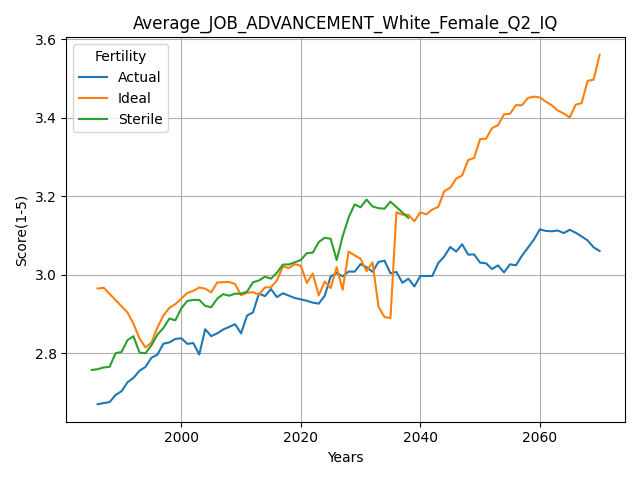 Average_JOB_ADVANCEMENT_White_Female_Q2_IQ
Fertility
Actual
Ideal
Sterile
Score(1-5)
3.6
3.4
3.2
3.0
2.8
2000
2020
2040
2060
Years